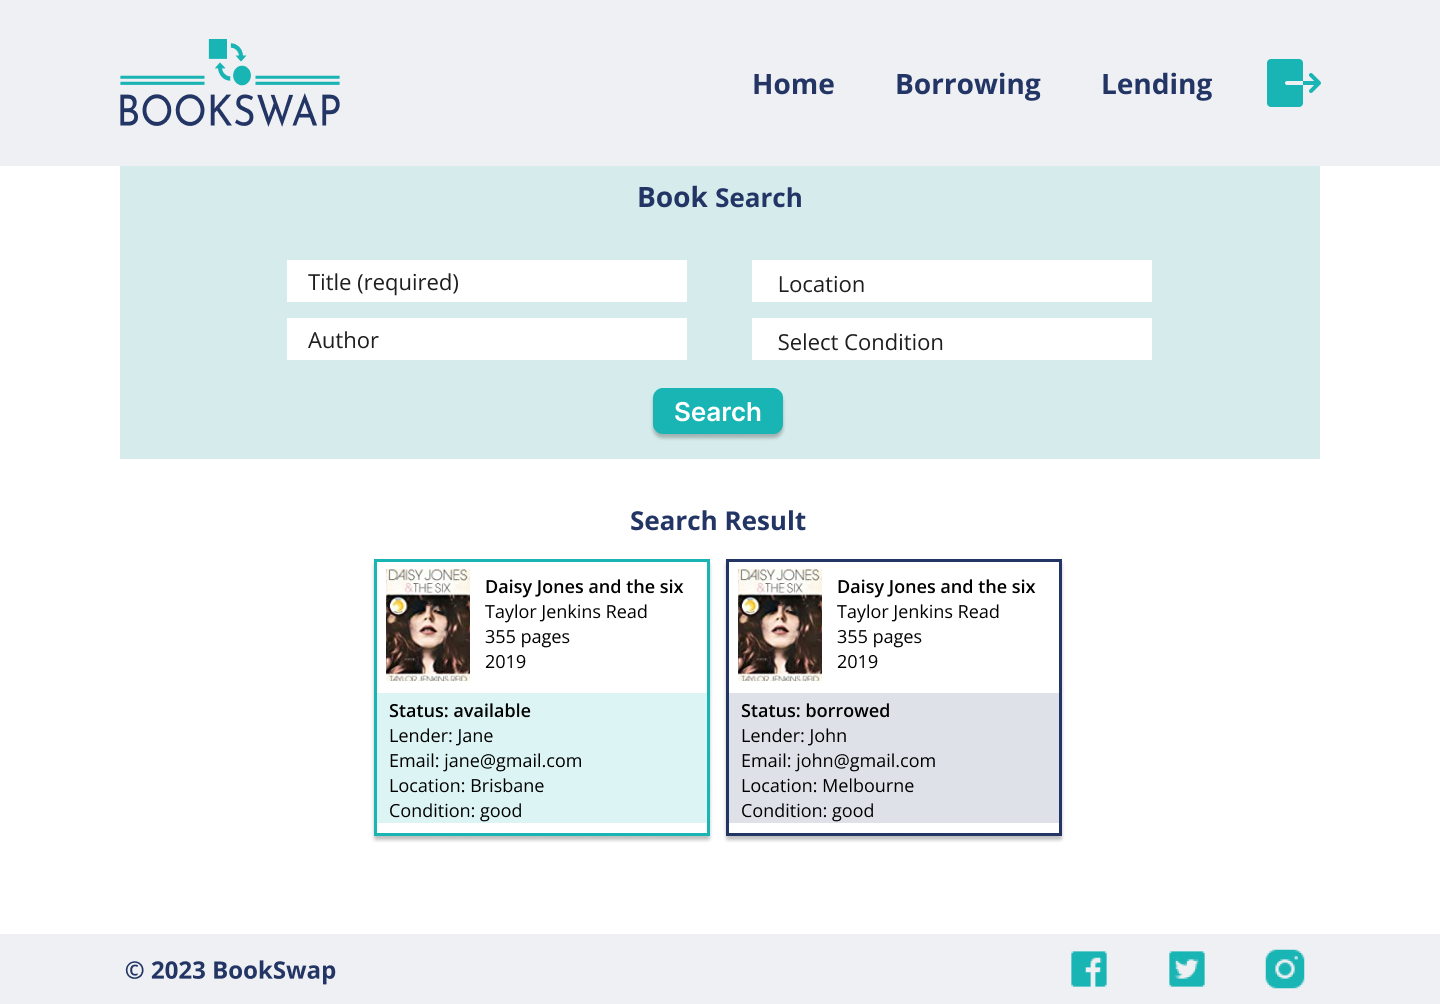 BOOKSWAP
Home
Borrowing
Lending
Book Search
Title (required)
Location
Author
Select Condition
Search
Search Result
DAISY JONES
& THE SIX
TAYLOR JENKINS REID
Daisy Jones and the six
Taylor Jenkins Read
355 pages
2019
Status: available
Lender: Jane
Email: jane@gmail.com
Location: Brisbane
Condition: good
DAISY JONES
& THE SIX
TAYLOR JENKINS REID
Daisy Jones and the six
Taylor Jenkins Read
355 pages
2019
Status: borrowed
Lender: John
Email: john@gmail.com
Location: Melbourne
Condition: good
© 2023 BookSwap